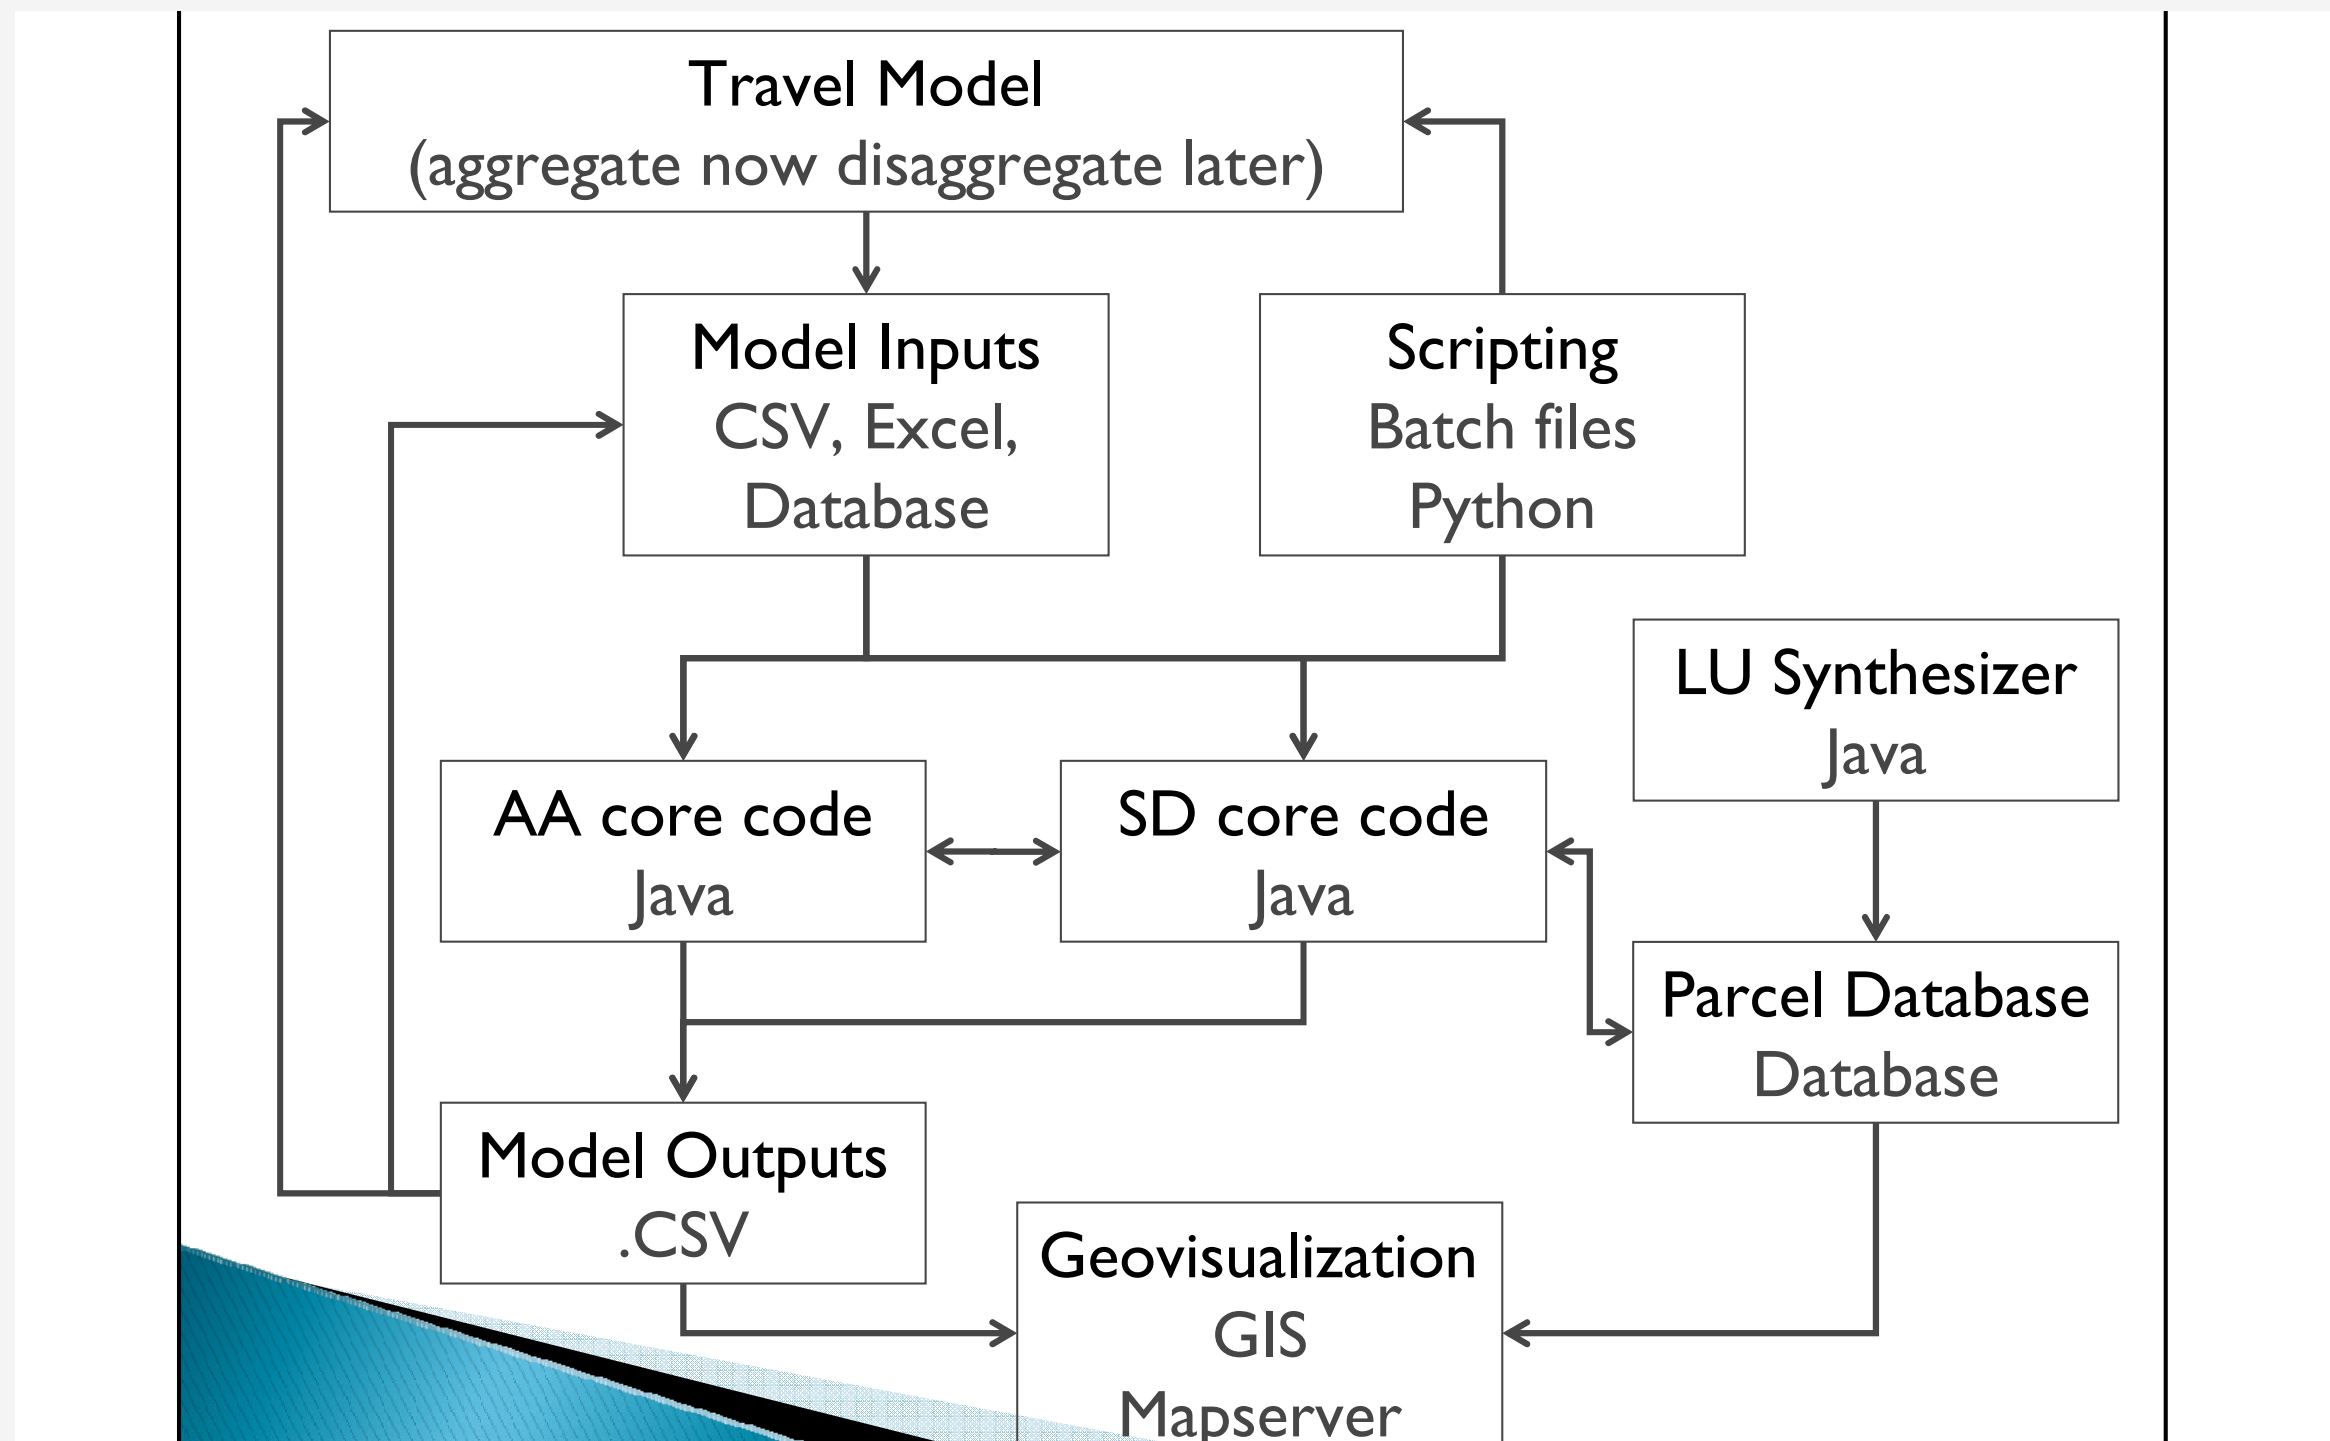 Travel Model
(aggregate now disaggregate later)
Model Inputs
CSV, Excel,
Database
Scripting
Batch files
Python
LU Synthesizer
Java
AA core code
Java
SD core code
Java
Parcel Database
Database
Model Outputs
.CSV
Geovisualization
GIS
Mapserver